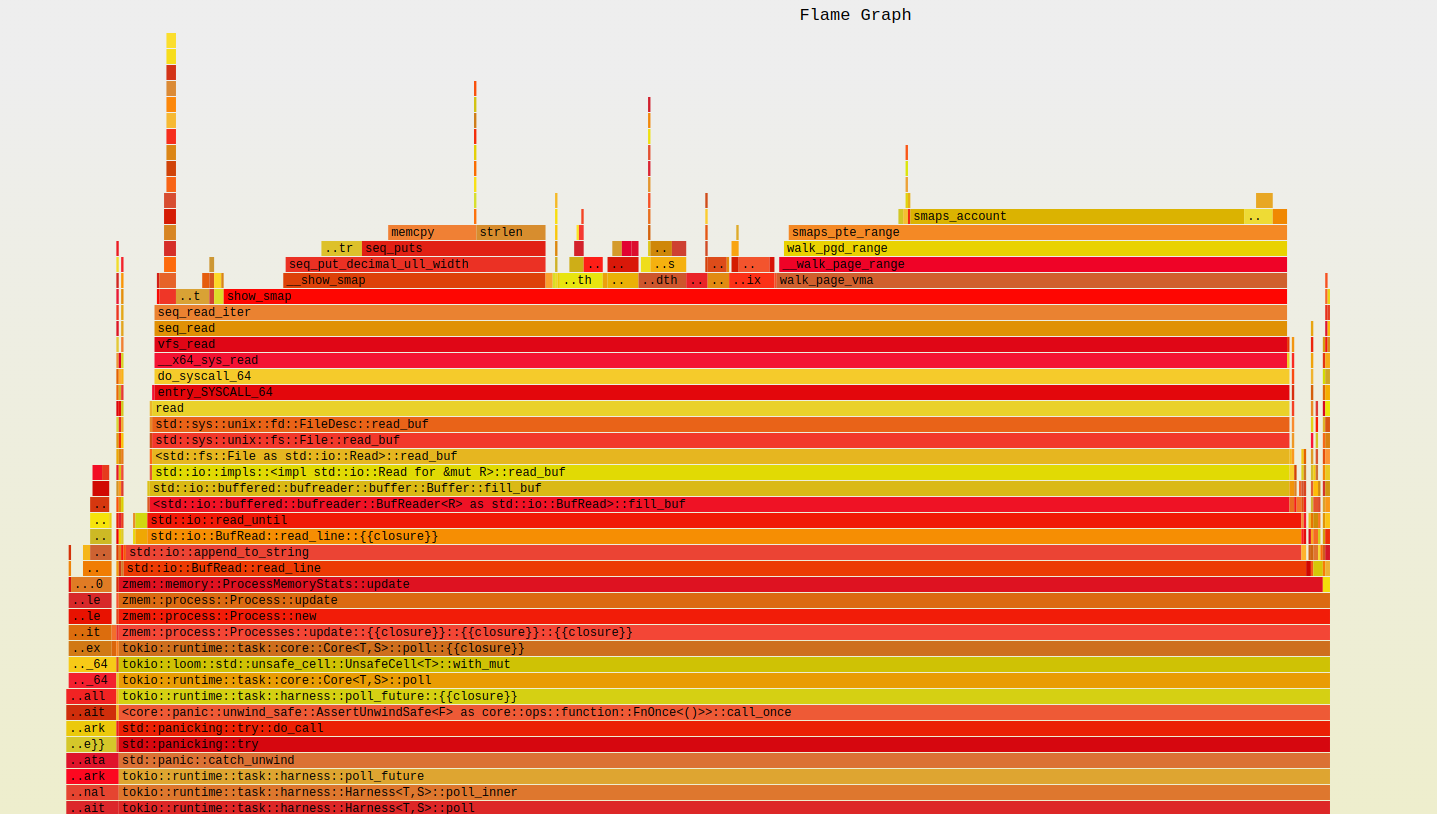 Flame Graph
memcpy strlen smaps_account ..
..tr seq_puts .. smaps_pte_range
walk_pgd_range
seq_put_decimal_ull_width .. .. ..s .. .. __walk_page_range
__show_smap ..th .. ..dth .. .. ..ix walk_page_vma
..t show_smap
seq_read_iter
seq_read
vfs_read
__x64_sys_read
do_syscall_64
entry_SYSCALL_64
read
std::sys::unix::fd::FileDesc::read_buf
std::sys::unix::fs::File::read_buf
<std::fs::File as std::io::Read>::read_buf
std::io::impls::<impl std::io::Read for &mut R>::read_buf
std::io::buffered::bufreader::buffer::Buffer::fill_buf
.. <std::io::buffered::bufreader::BufReader<R> as std::io::BufRead>::fill_buf
.. std::io::read_until
.. std::io::BufRead::read_line::{{closure}}
.. std::io::append_to_string
.. std::io::BufRead::read_line
...0 zmem::memory::ProcessMemoryStats::update
..le zmem::process::Process::update
..le zmem::process::Process::new
..it zmem::process::Processes::update::{{closure}}::{{closure}}::{{closure}}
..ex tokio::runtime::task::core::Core<T,S>::poll::{{closure}}
.._64 tokio::loom::std::unsafe_cell::UnsafeCell<T>::with_mut
.._64 tokio::runtime::task::core::Core<T,S>::poll
..all tokio::runtime::task::harness::poll_future::{{closure}}
..ait <core::panic::unwind_safe::AssertUnwindSafe<F> as core::ops::function::FnOnce<()>>::call_once
..ark std::panicking::try::do_call
..e}} std::panicking::try
..ata std::panic::catch_unwind
..ark tokio::runtime::task::harness::poll_future
..nal tokio::runtime::task::harness::Harness<T,S>::poll_inner
..ait tokio::runtime::task::harness::Harness<T,S>::poll